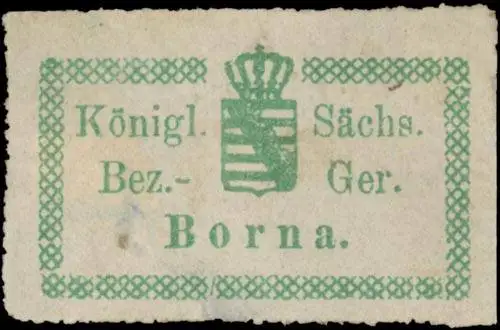 Königl. Sächs.
Bez.- Ger.
Borna.